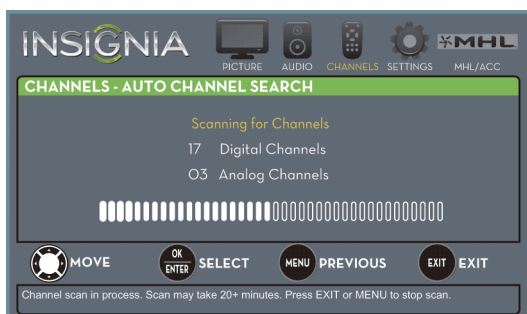 INSIGNIA
PICTURE AUDIO CHANNELS SETTINGS MHL MHL/ACC
CHANNELS - AUTO CHANNEL SEARCH
Scanning for Channels
17 Digital Channels
03 Analog Channels
MOVE OK ENTER SELECT MENU PREVIOUS EXIT EXIT
Channel scan in process. Scan may take 20+ minutes. Press EXIT or MENU to stop scan.